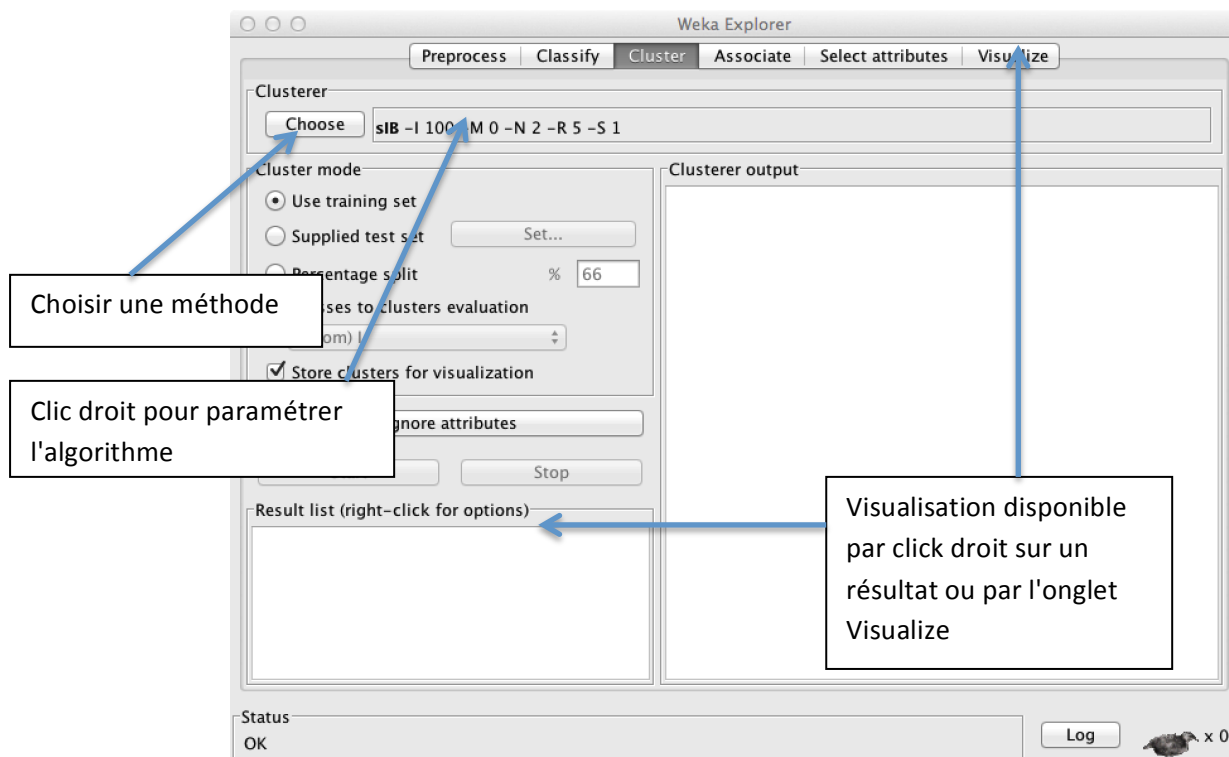 Weka Explorer
Preprocess Classify Cluster Associate Select attributes Visualize
Clusterer
Choose
sIB -I 100 -M 0 -N 2 -R 5 -S 1
Cluster mode
Use training set
Supplied test set
Set...
Percentage split
% 66
to clusters evaluation
Store clusters for visualization
attributes
Stop
Result list (right-click for options)
Clusterer output
Choisir une méthode
Clic droit pour paramétrer
l'algorithme
Visualisation disponible
par click droit sur un
résultat ou par l'onglet
Visualize
Status
OK
Log
x 0